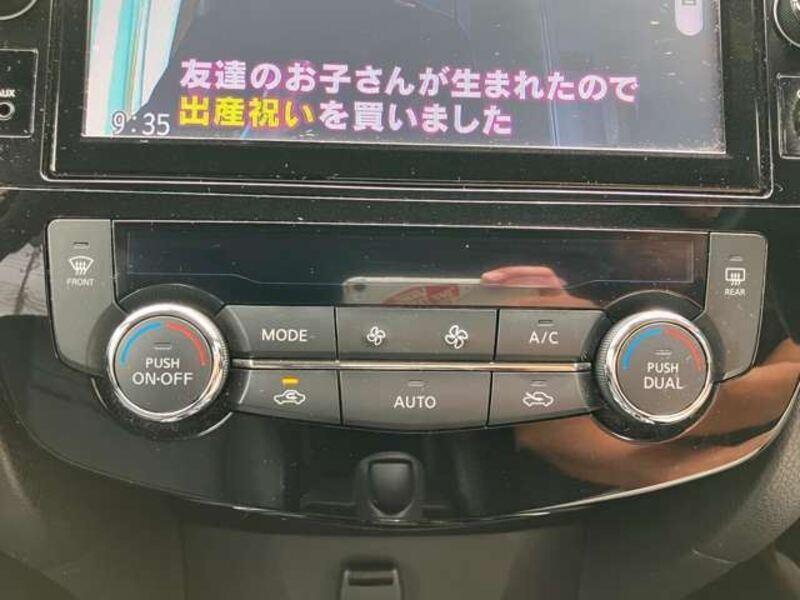 AUX
友達のお子さんが生まれたので
9:35
出産祝いを買いました
FRONT
REAR
MODE
A/C
PUSH
ON·OFF
PUSH
DUAL
AUTO